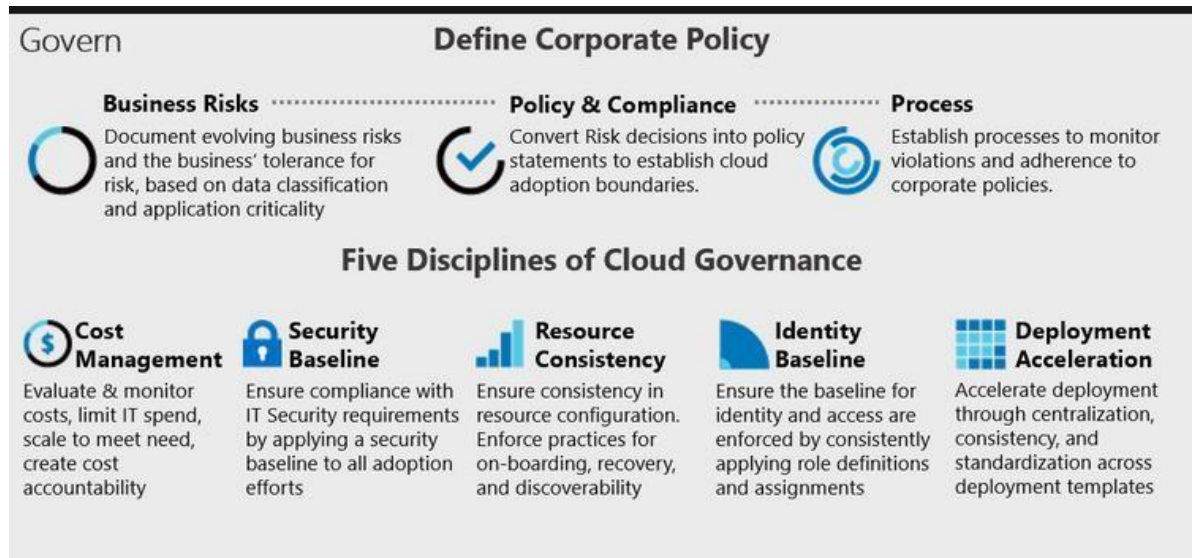 Govern
Define Corporate Policy
Business Risks
Document evolving business risks
and the business' tolerance for
risk, based on data classification
and application criticality
Policy & Compliance
Convert Risk decisions into policy
statements to establish cloud
adoption boundaries.
Process
Establish processes to monitor
violations and adherence to
corporate policies.
Five Disciplines of Cloud Governance
$
Cost
Management
Evaluate & monitor
costs, limit IT spend,
scale to meet need,
create cost
accountability
Security
Baseline
Ensure compliance with
IT Security requirements
by applying a security
baseline to all adoption
efforts
Resource
Consistency
Ensure consistency in
resource configuration.
Enforce practices for
on-boarding, recovery,
and discoverability
Identity
Baseline
Ensure the baseline for
identity and access are
enforced by consistently
applying role definitions
and assignments
Deployment
Acceleration
Accelerate deployment
through centralization,
consistency, and
standardization across
deployment templates